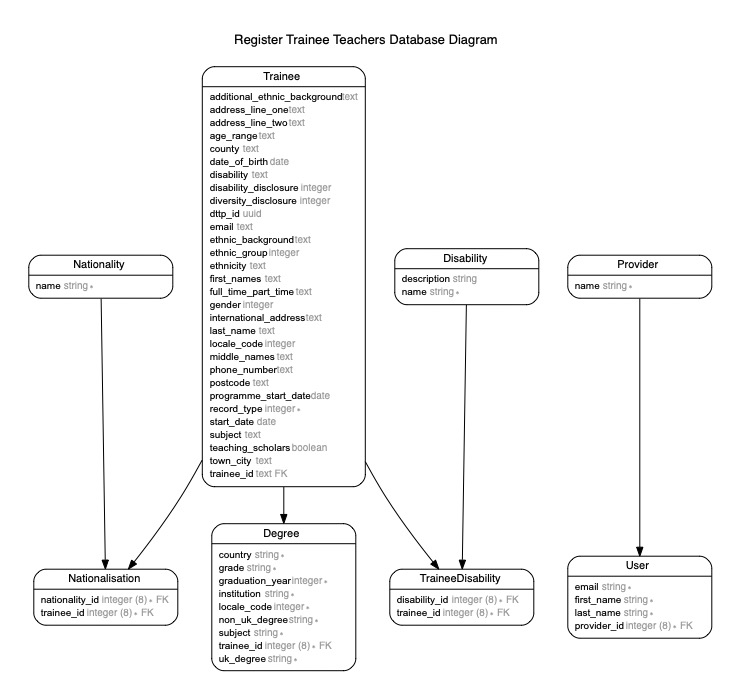 Register Trainee Teachers Database Diagram
Trainee
additional_ethnic_background text
address_line_one text
address_line_two text
age_range text
county text
date_of_birth date
disability text
disability_disclosure integer
diversity_disclosure integer
dttp_id uuid
email text
ethnic_background text
ethnic_group integer
ethnicity text
first_names text
full_time_part_time text
gender integer
international_address text
last_name text
locale_code integer
middle_names text
phone_number text
postcode text
programme_start_date date
record_type integer *
start_date date
subject text
teaching_scholars boolean
town_city text
trainee_id text FK
Nationality
name string *
Disability
description string
name string *
Provider
name string *
Nationalisation
nationality_id integer (8) * FK
trainee_id integer (8) * FK
Degree
country string *
grade string *
graduation_year integer *
institution string *
locale_code integer *
non_uk_degree string *
subject string *
trainee_id integer (8) * FK
uk_degree string *
TraineeDisability
disability_id integer (8) * FK
trainee_id integer (8) * FK
User
email string *
first_name string *
last_name string *
provider_id integer (8) * FK